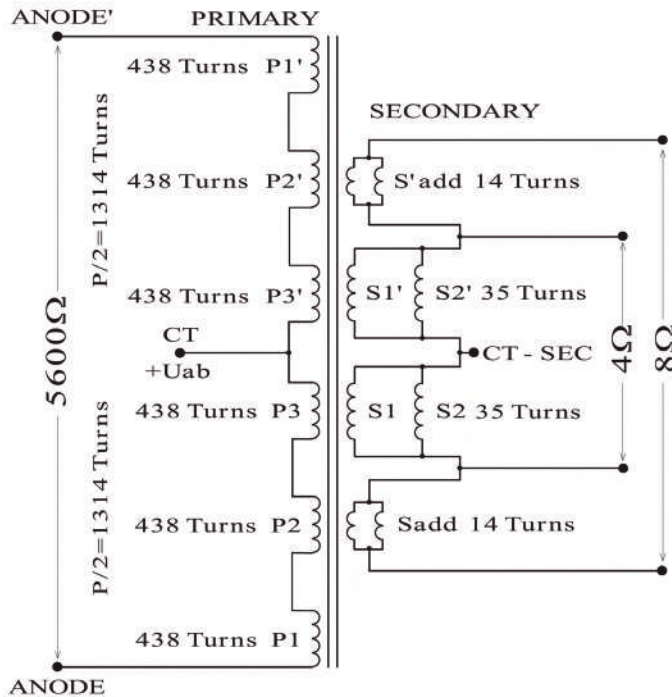 ANODE'
PRIMARY
438 Turns P1'
SECONDARY
P/2=1314 Turns
438 Turns P2'
S'add 14 Turns
438 Turns P3'
S1' S2' 35 Turns
CT
+Uab
CT - SEC
5600Ω
4Ω
8Ω
438 Turns P3
S1 S2 35 Turns
P/2=1314 Turns
438 Turns P2
Sadd 14 Turns
438 Turns P1
ANODE